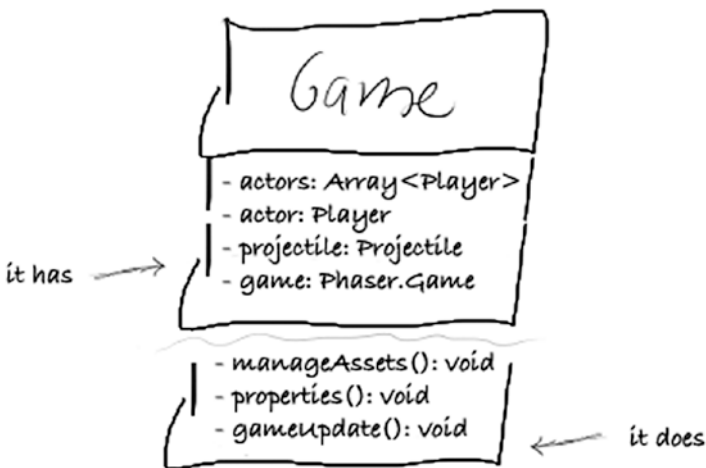 Game
- actors: Array<Player>
- actor: Player
- projectile: Projectile
- game: Phaser.Game
it has
- manageAssets(): void
- properties(): void
- gameUpdate(): void
it does